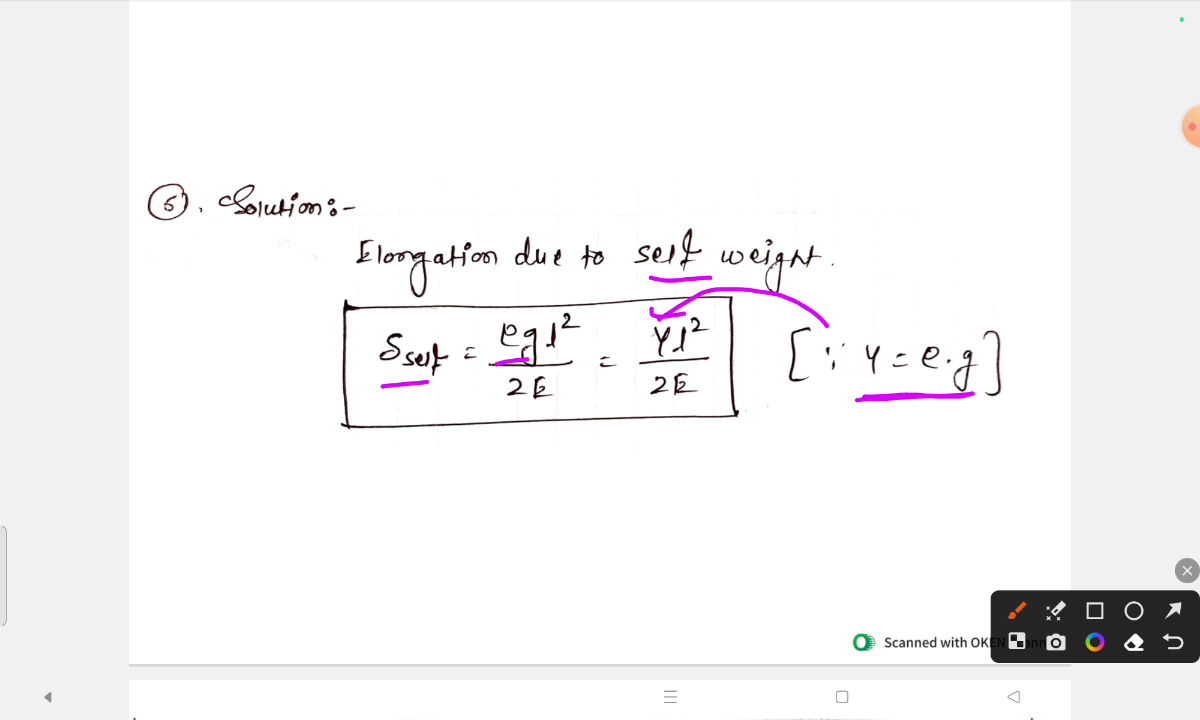 5. Solution:-
Elongation due to self weight.
δself = ρgl²/2E = γl²/2E [∵ γ = ρ.g]
Scanned with OKEN